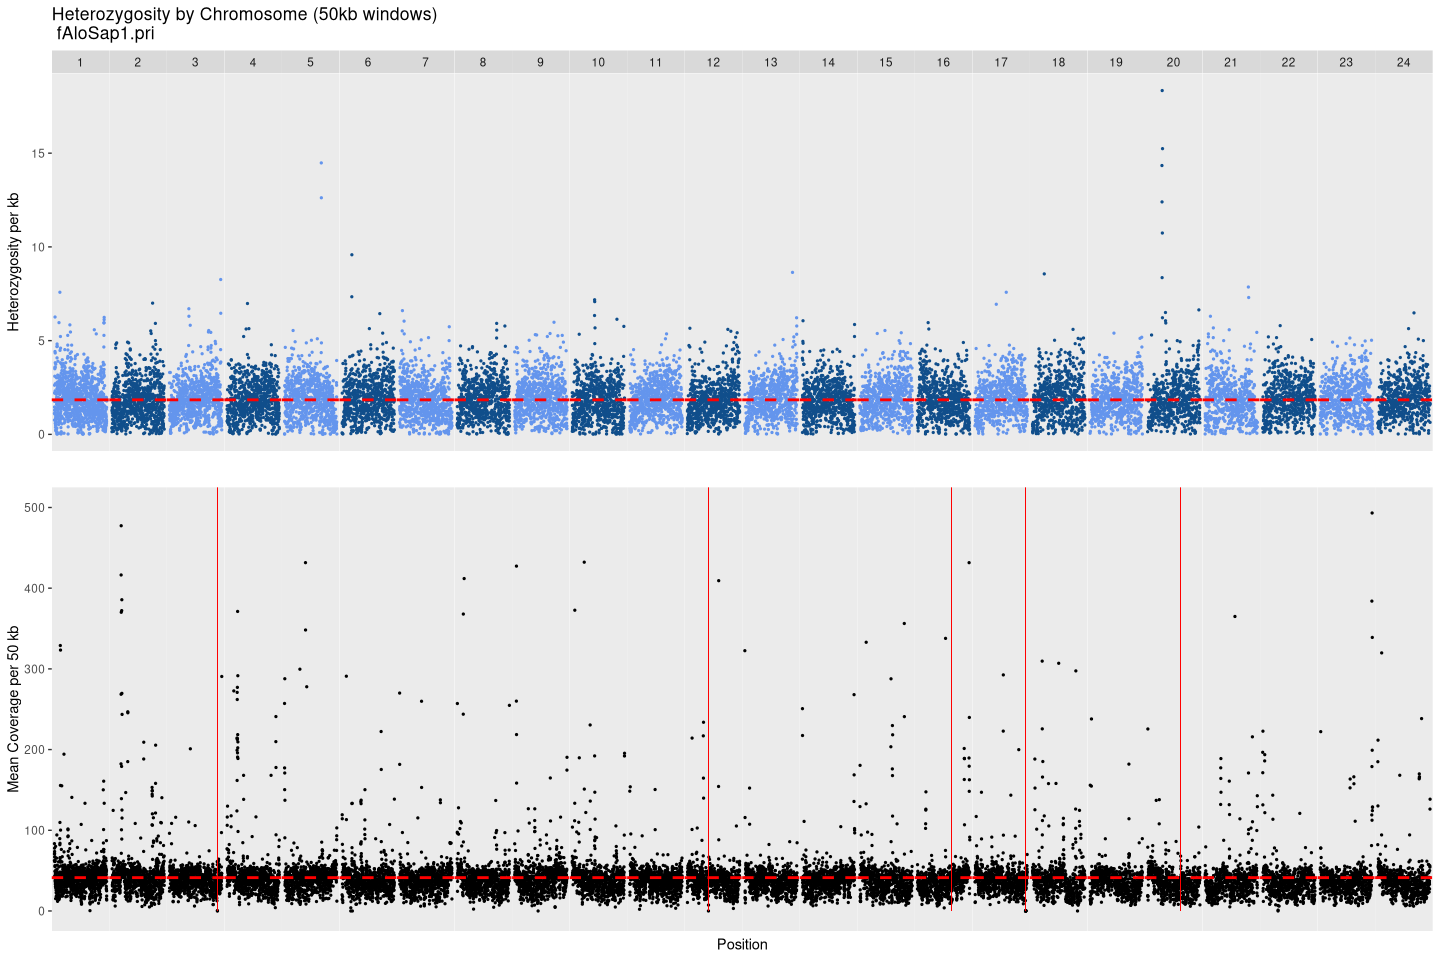 Heterozygosity by Chromosome (50kb windows)
fAloSap1.pri
1 2 3 4 5 6 7 8 9 10 11 12 13 14 15 16 17 18 19 20 21 22 23 24
Heterozygosity per kb
15
10
5
0
Mean Coverage per 50 kb
500
400
300
200
100
0
Position